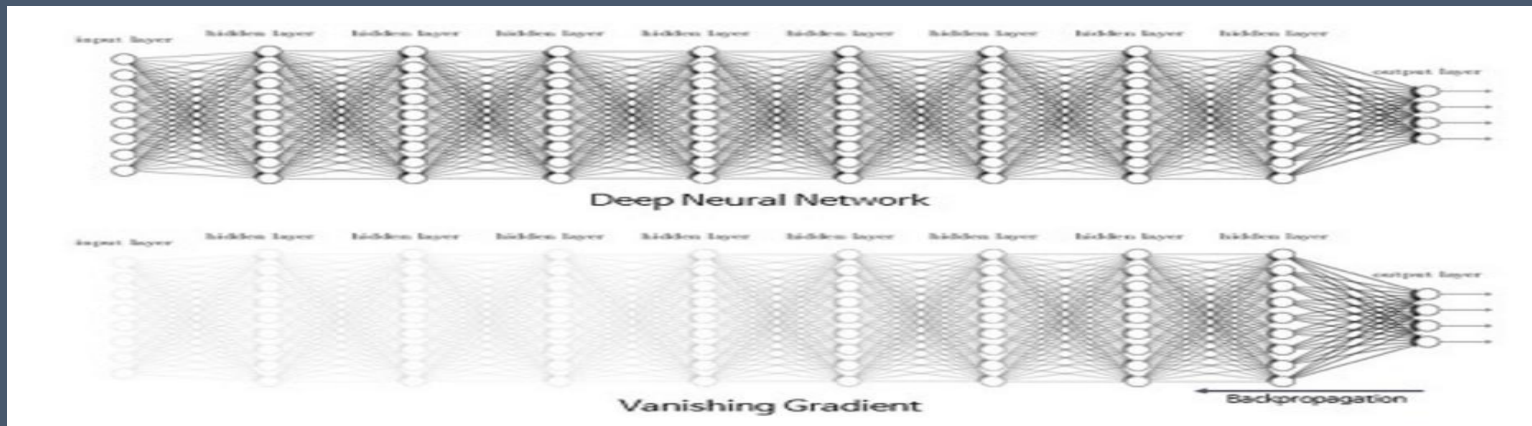 input layer hidden layer hidden layer hidden layer hidden layer hidden layer hidden layer hidden layer hidden layer
output layer
Deep Neural Network
input layer hidden layer hidden layer hidden layer hidden layer hidden layer hidden layer hidden layer hidden layer
output layer
Backpropagation
Vanishing Gradient